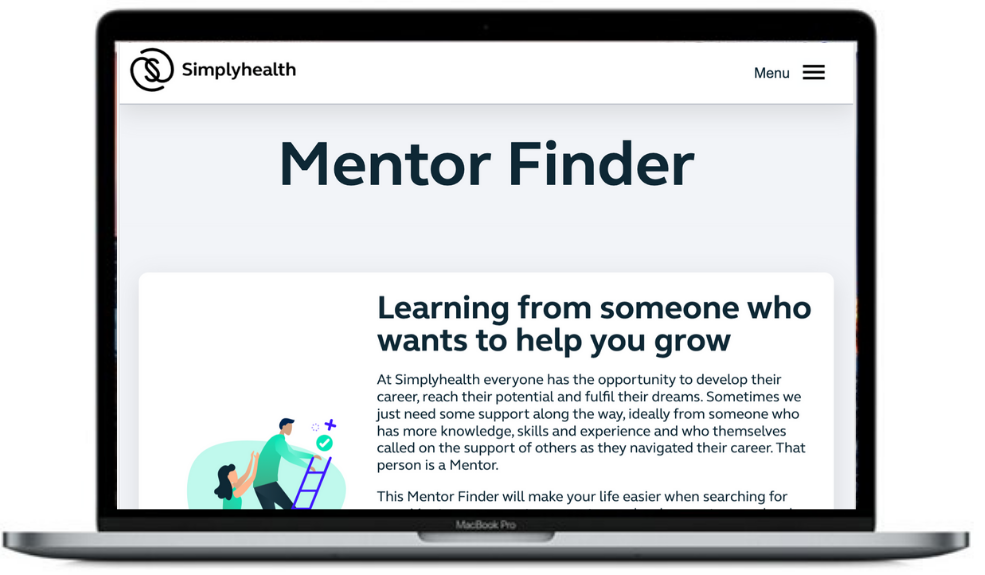 Simplyhealth
Menu
Mentor Finder
Learning from someone who
wants to help you grow
At Simplyhealth everyone has the opportunity to develop their
career, reach their potential and fulfil their dreams. Sometimes we
just need some support along the way, ideally from someone who
has more knowledge, skills and experience and who themselves
called on the support of others as they navigated their career. That
person is a Mentor.
This Mentor Finder will make your life easier when searching for
MacBook Pro